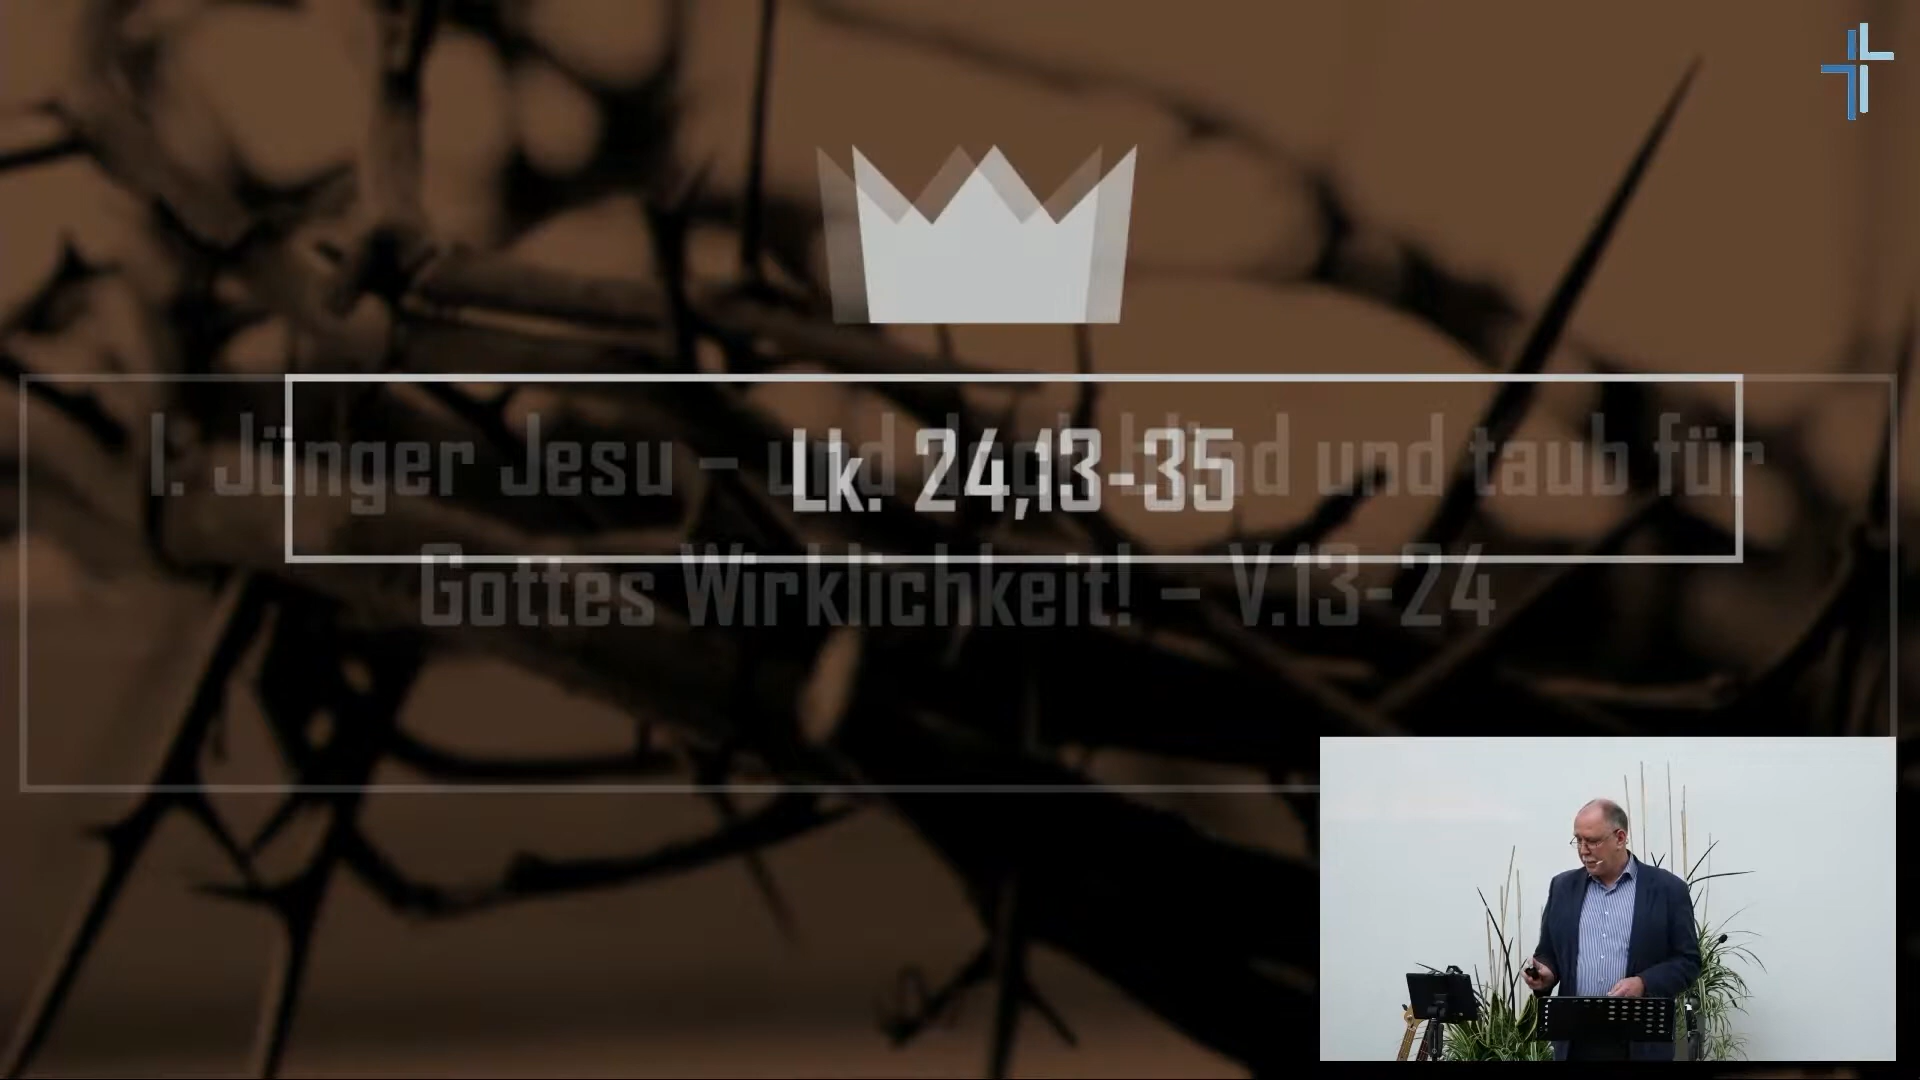 Lk. 24,13-35
I. Jünger Jesu – und doch blind und taub für
Gottes Wirklichkeit! – V.13-24